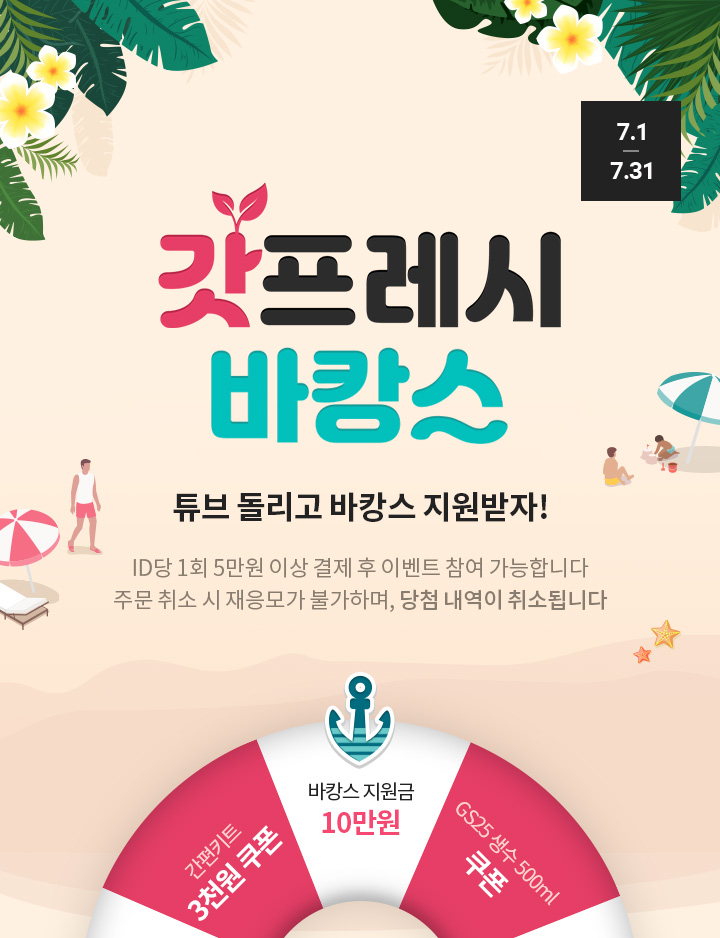 7.1
7.31
갓프레시
바캉스
튜브 돌리고 바캉스 지원받자!
ID당 1회 5만원 이상 결제 후 이벤트 참여 가능합니다
주문 취소 시 재응모가 불가하며, 당첨 내역이 취소됩니다
간편키트
3천원 쿠폰
바캉스 지원금
10만원
GS25 생수 500ml
쿠폰